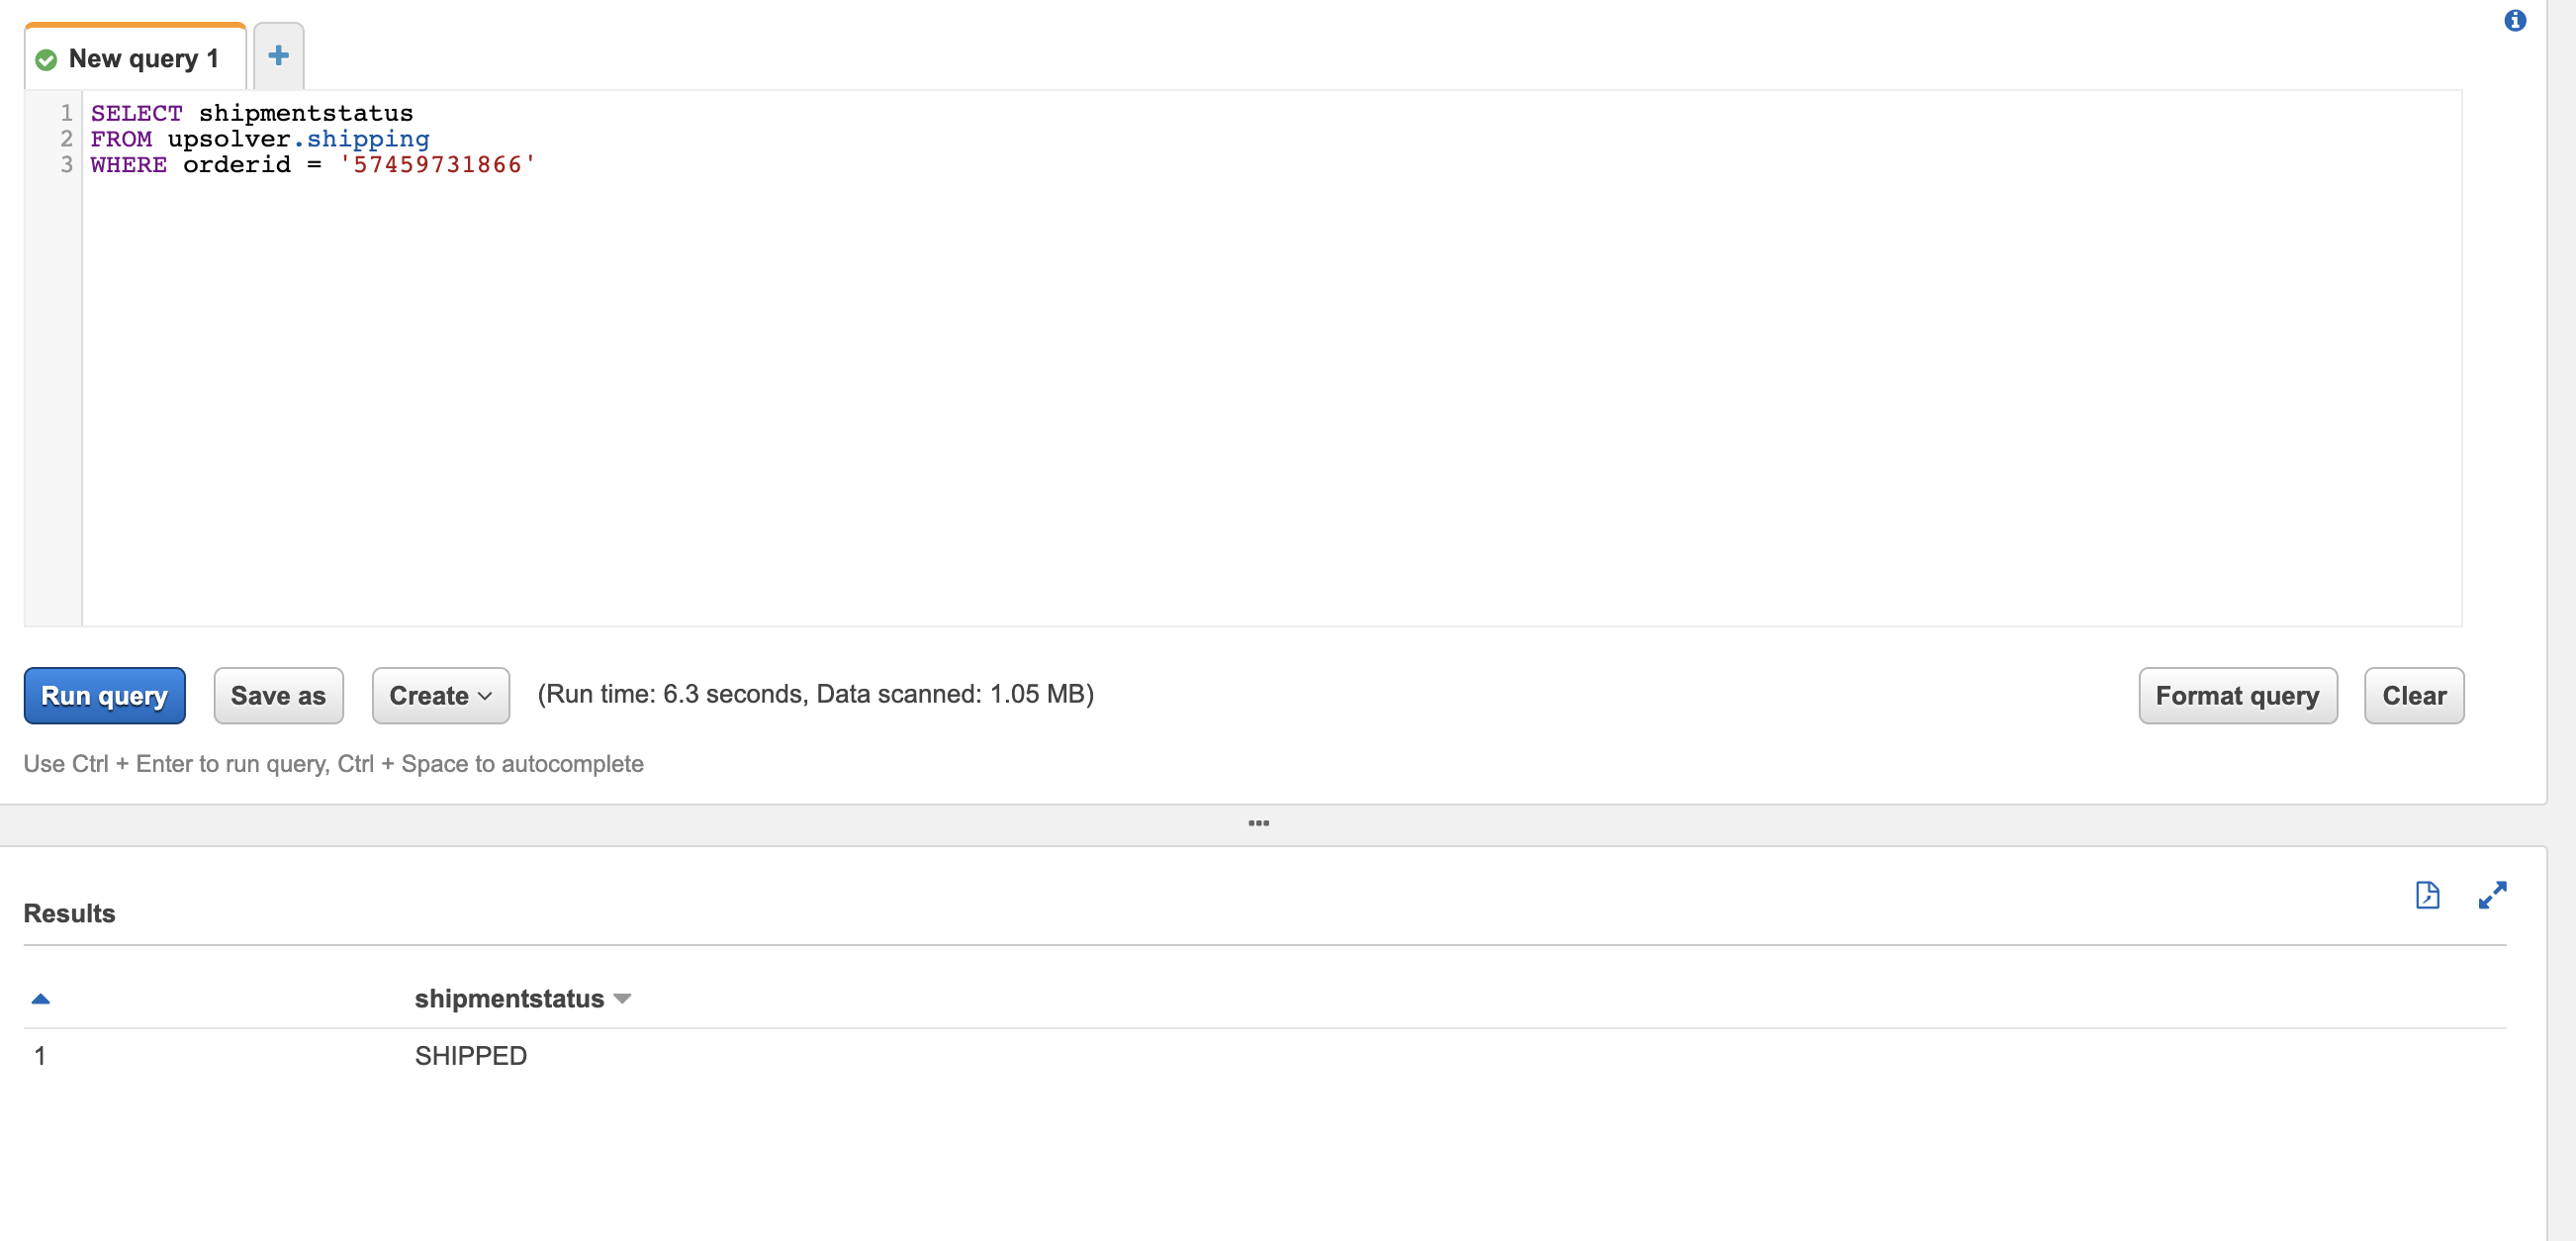 New query 1
+
1 SELECT shipmentstatus
2 FROM upsolver.shipping
3 WHERE orderid = '57459731866'
Run query Save as Create (Run time: 6.3 seconds, Data scanned: 1.05 MB) Format query Clear
Use Ctrl + Enter to run query, Ctrl + Space to autocomplete
Results
shipmentstatus
1 SHIPPED